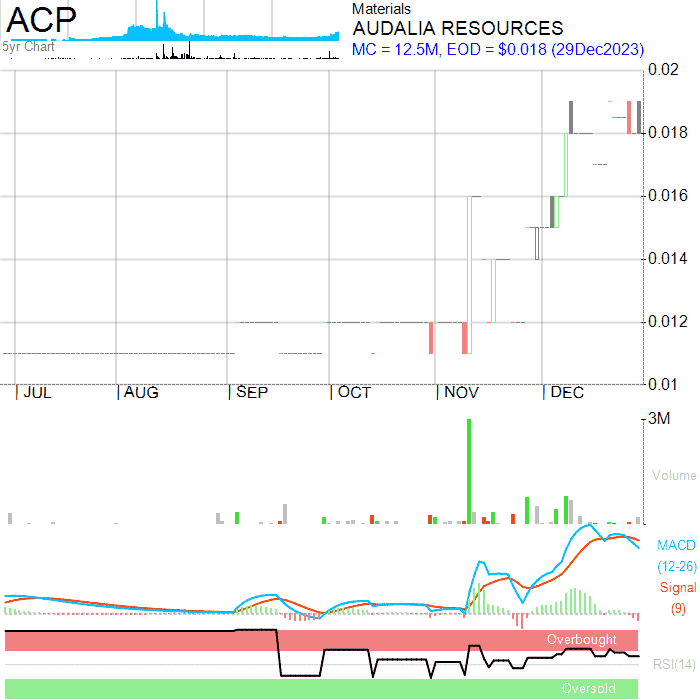 ACP
5yr Chart
Materials
AUDALIA RESOURCES
MC = 12.5M, EOD = $0.018 (29Dec2023)
0.02
0.018
0.016
0.014
0.012
0.01
JUL
AUG
SEP
OCT
NOV
DEC
3M
Volume
MACD
(12-26)
Signal
(9)
Overbought
RSI(14)
Oversold